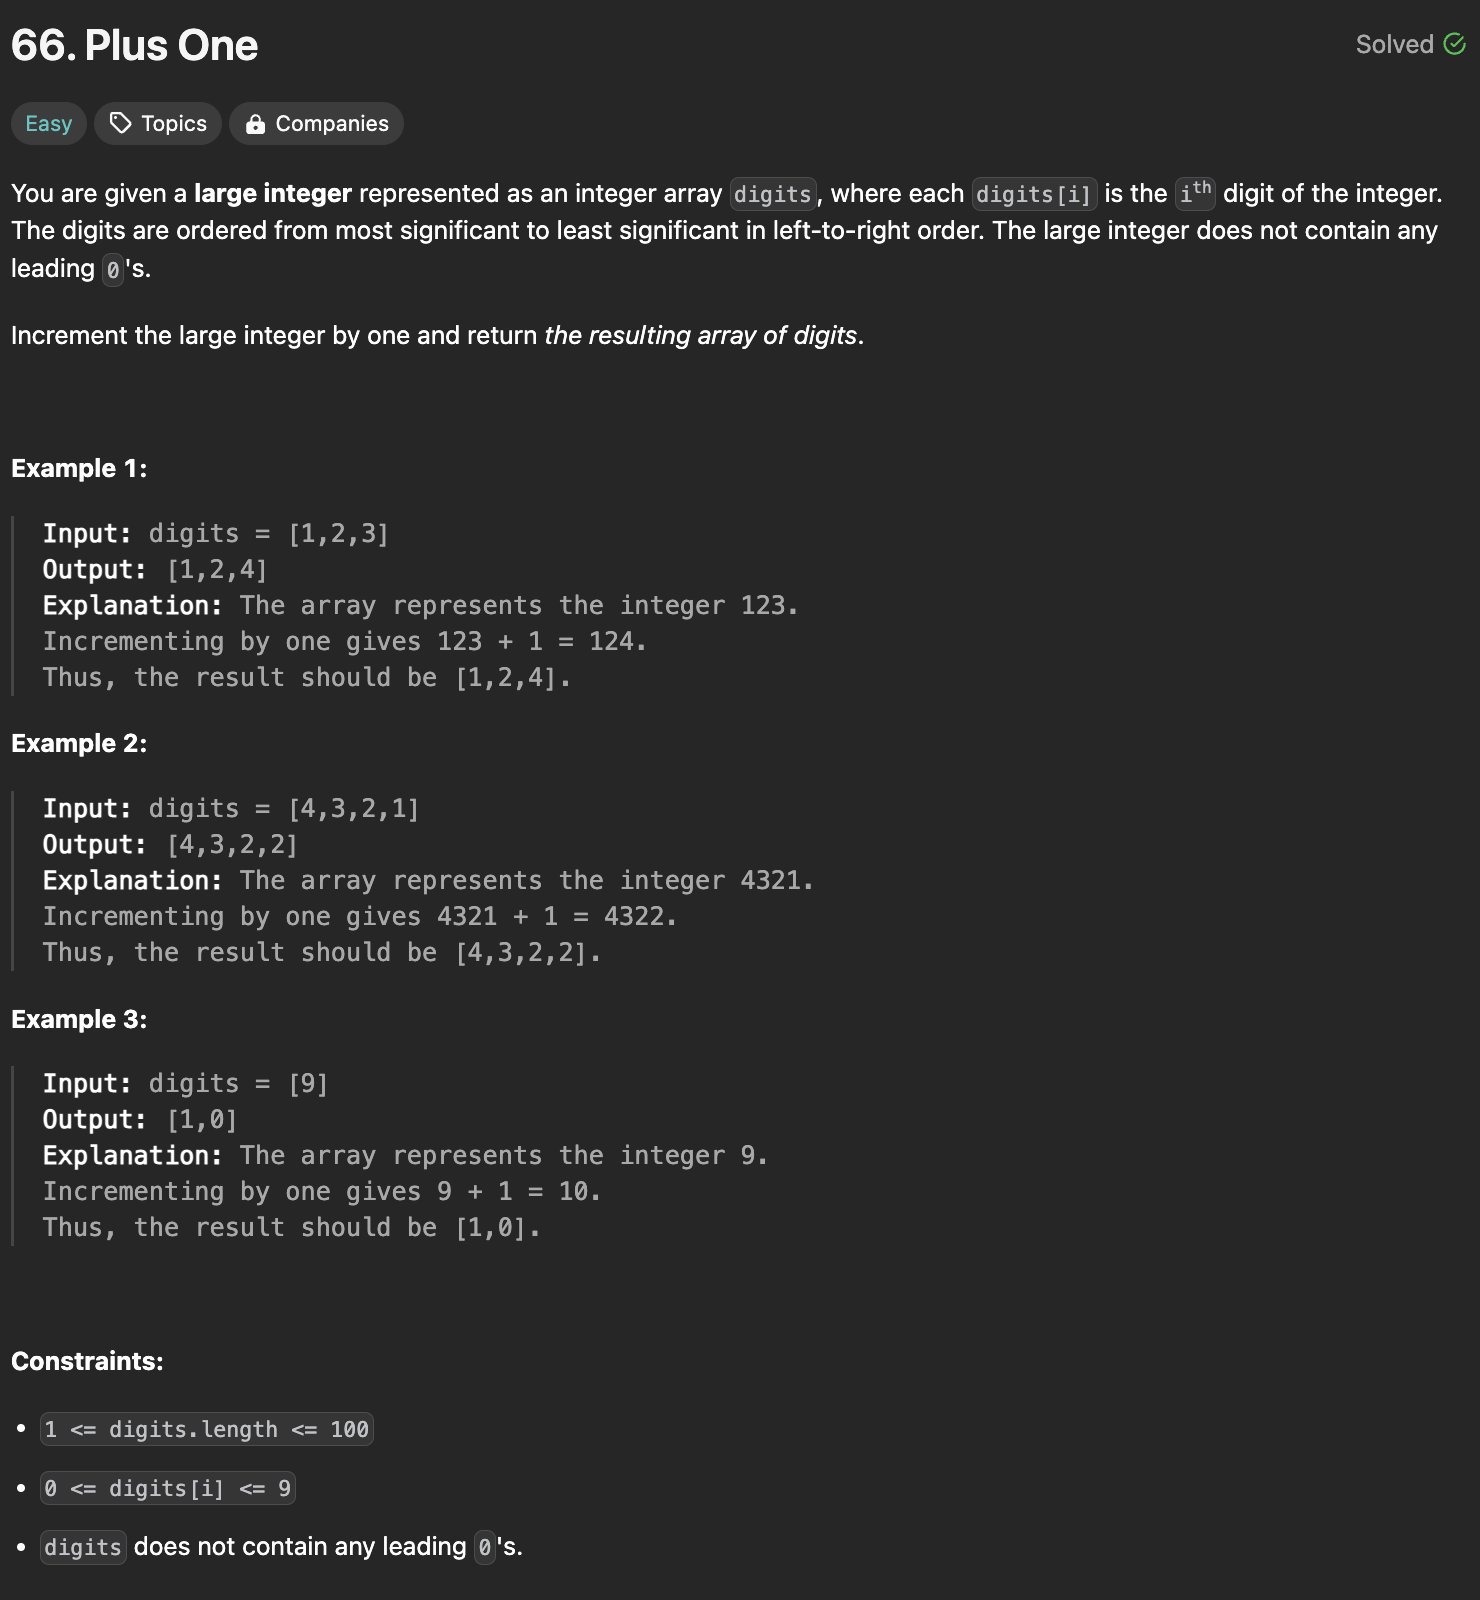 66. Plus One
Solved
Easy
Topics
Companies
You are given a large integer represented as an integer array digits, where each digits[i] is the ith digit of the integer.
The digits are ordered from most significant to least significant in left-to-right order. The large integer does not contain any
leading 0's.
Increment the large integer by one and return the resulting array of digits.
Example 1:
Input: digits = [1,2,3]
Output: [1,2,4]
Explanation: The array represents the integer 123.
Incrementing by one gives 123 + 1 = 124.
Thus, the result should be [1,2,4].
Example 2:
Input: digits = [4,3,2,1]
Output: [4,3,2,2]
Explanation: The array represents the integer 4321.
Incrementing by one gives 4321 + 1 = 4322.
Thus, the result should be [4,3,2,2].
Example 3:
Input: digits = [9]
Output: [1,0]
Explanation: The array represents the integer 9.
Incrementing by one gives 9 + 1 = 10.
Thus, the result should be [1,0].
Constraints:
• 1 <= digits.length <= 100
• 0 <= digits[i] <= 9
• digits does not contain any leading 0's.